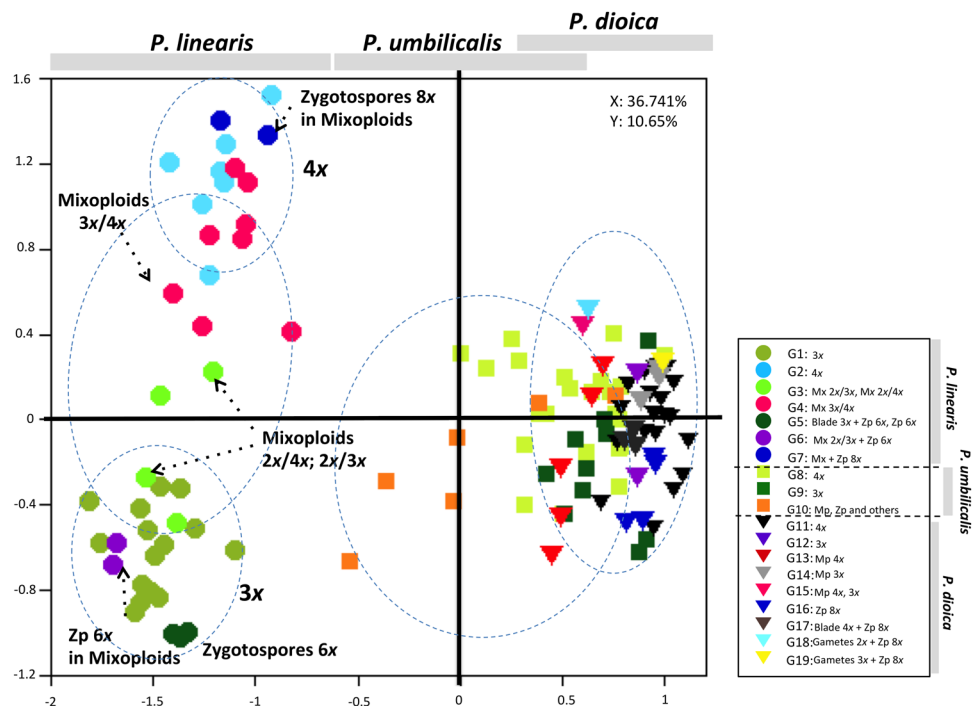 P. linearis
P. umbilicalis
P. dioica
1.6
1.2
0.8
0.4
0
-0.4
-0.8
-1.2
-2
-1.5
-1
-0.5
0
0.5
1
X: 36.741%
Y: 10.65%
Zygotospores 8x
in Mixoploids
4x
Mixoploids
3x/4x
Mixoploids
2x/4x; 2x/3x
3x
Zp 6x
in Mixoploids
Zygotospores 6x
G1: 3x
G2: 4x
G3: Mx 2x/3x, Mx 2x/4x
G4: Mx 3x/4x
G5: Blade 3x + Zp 6x, Zp 6x
G6: Mx 2x/3x + Zp 6x
G7: Mx + Zp 8x
G8: 4x
G9: 3x
G10: Mp, Zp and others
G11: 4x
G12: 3x
G13: Mp 4x
G14: Mp 3x
G15: Mp 4x, 3x
G16: Zp 8x
G17: Blade 4x + Zp 8x
G18: Gametes 2x + Zp 8x
G19: Gametes 3x + Zp 8x
P. linearis
P. umbilicalis
P. dioica